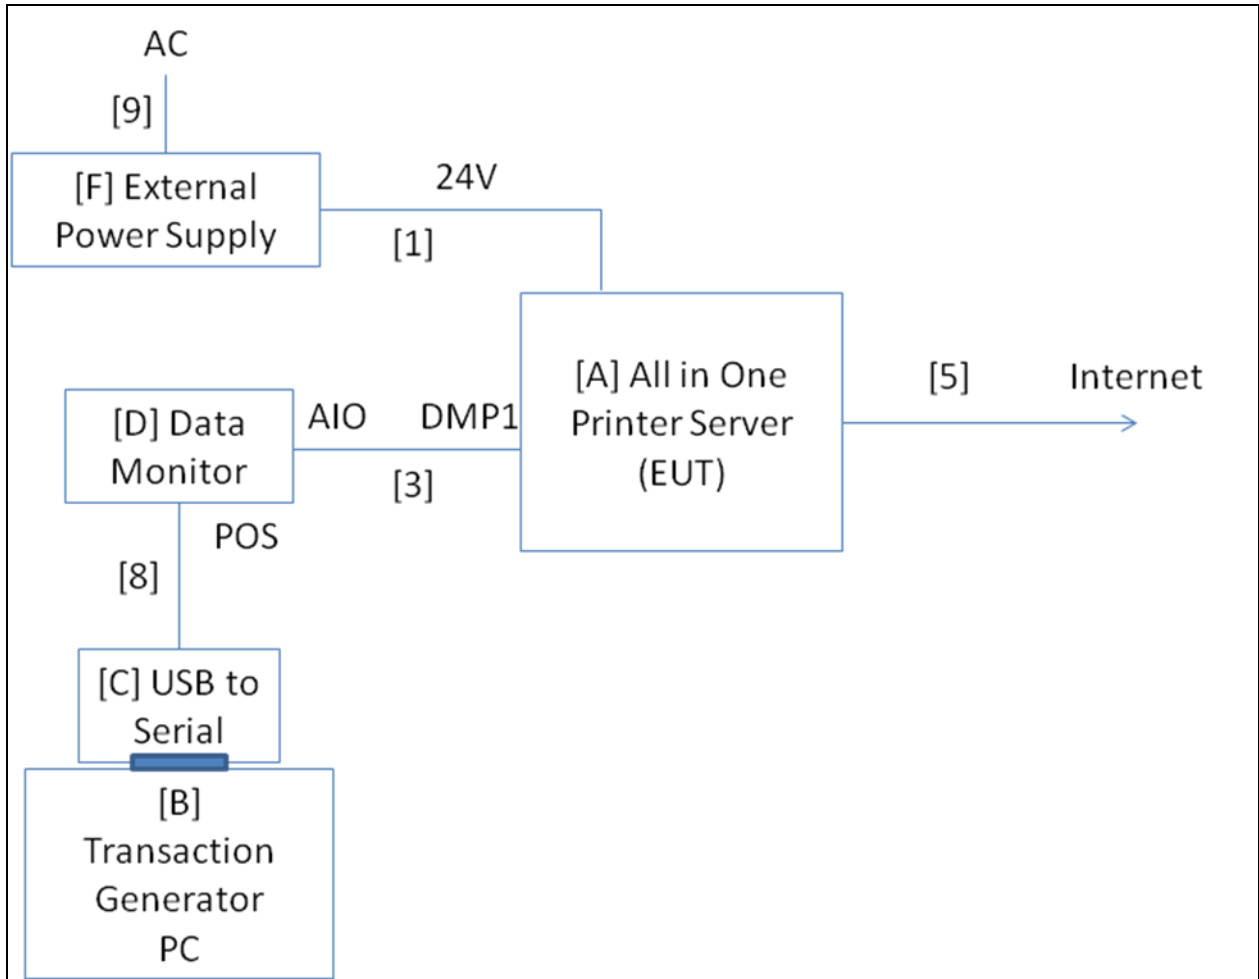 AC
[9]
[F] External
Power Supply
24V
[1]
[A] All in One
Printer Server
(EUT)
[5]
Internet
[D] Data
Monitor
AIO
DMP1
[3]
POS
[8]
[C] USB to
Serial
[B]
Transaction
Generator
PC